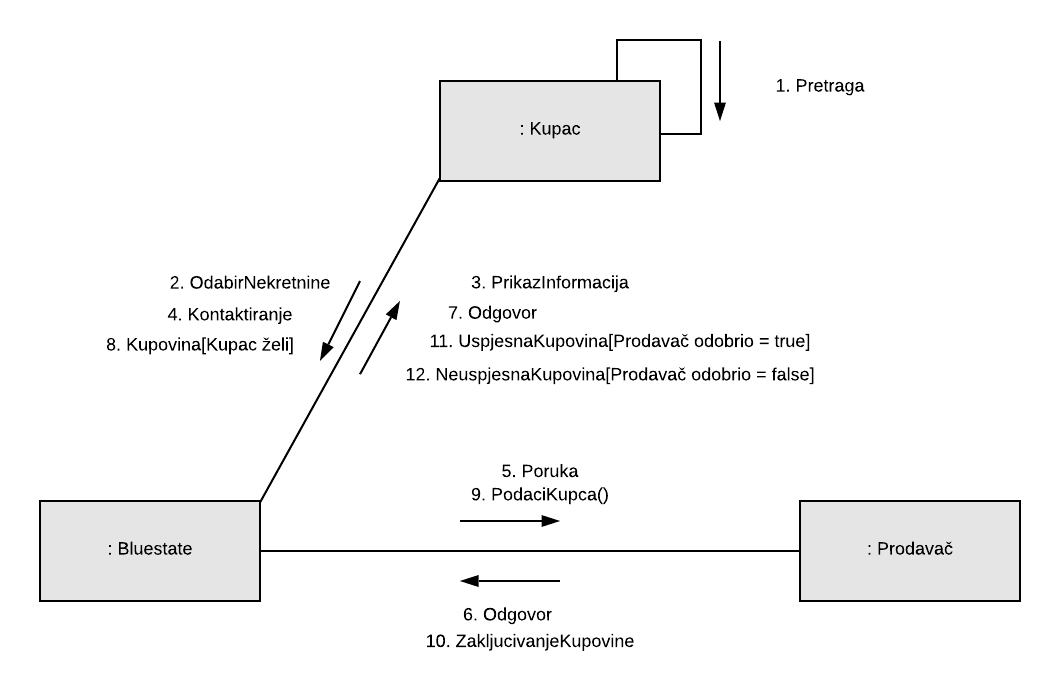 1. Pretraga
: Kupac
2. OdabirNekretnine
3. PrikazInformacija
4. Kontaktiranje
7. Odgovor
8. Kupovina[Kupac želi]
11. UspjesnaKupovina[Prodavač odobrio = true]
12. NeuspjesnaKupovina[Prodavač odobrio = false]
5. Poruka
9. PodaciKupca()
: Bluestate
: Prodavač
6. Odgovor
10. ZakljucivanjeKupovine